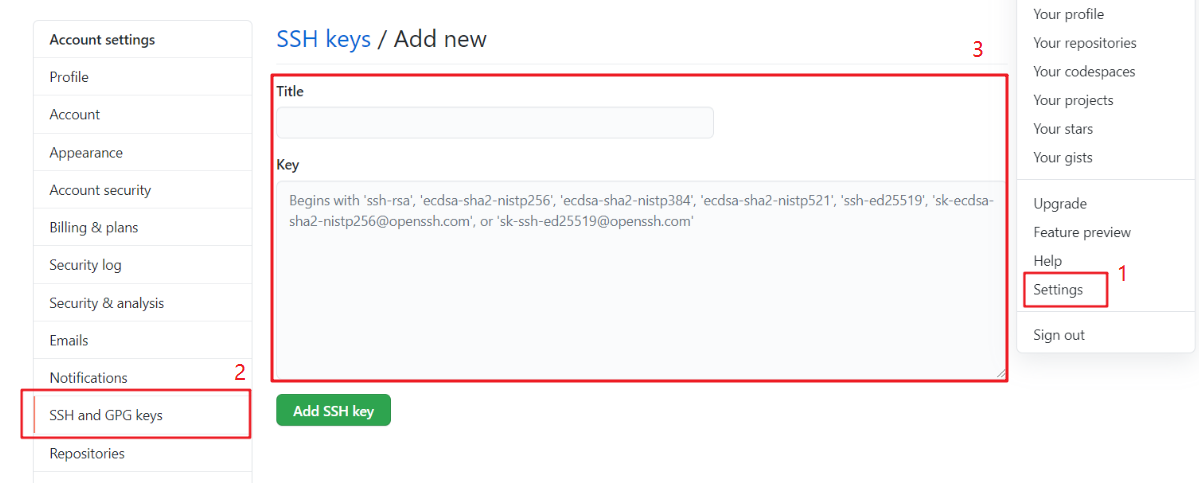 Account settings
Profile
Account
Appearance
Account security
Billing & plans
Security log
Security & analysis
Emails
Notifications
2
SSH and GPG keys
Repositories
SSH keys / Add new
3
Title
Key
Begins with 'ssh-rsa', 'ecdsa-sha2-nistp256', 'ecdsa-sha2-nistp384', 'ecdsa-sha2-nistp521', 'ssh-ed25519', 'sk-ecdsa-
sha2-nistp256@openssh.com', or 'sk-ssh-ed25519@openssh.com'
Add SSH key
Your profile
Your repositories
Your codespaces
Your projects
Your stars
Your gists
Upgrade
Feature preview
Help
1
Settings
Sign out